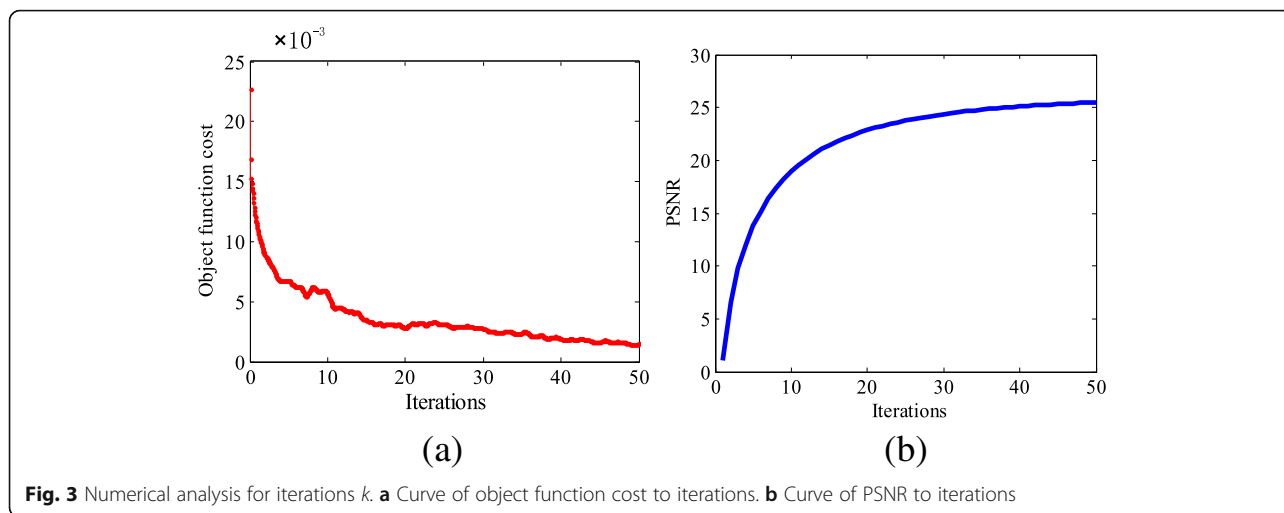 ×10⁻³
25
20
15
10
5
0
Object function cost
0 10 20 30 40 50
Iterations
(a)
30
25
20
15
10
5
0
PSNR
0 10 20 30 40 50
Iterations
(b)
Fig. 3 Numerical analysis for iterations k. a Curve of object function cost to iterations. b Curve of PSNR to iterations